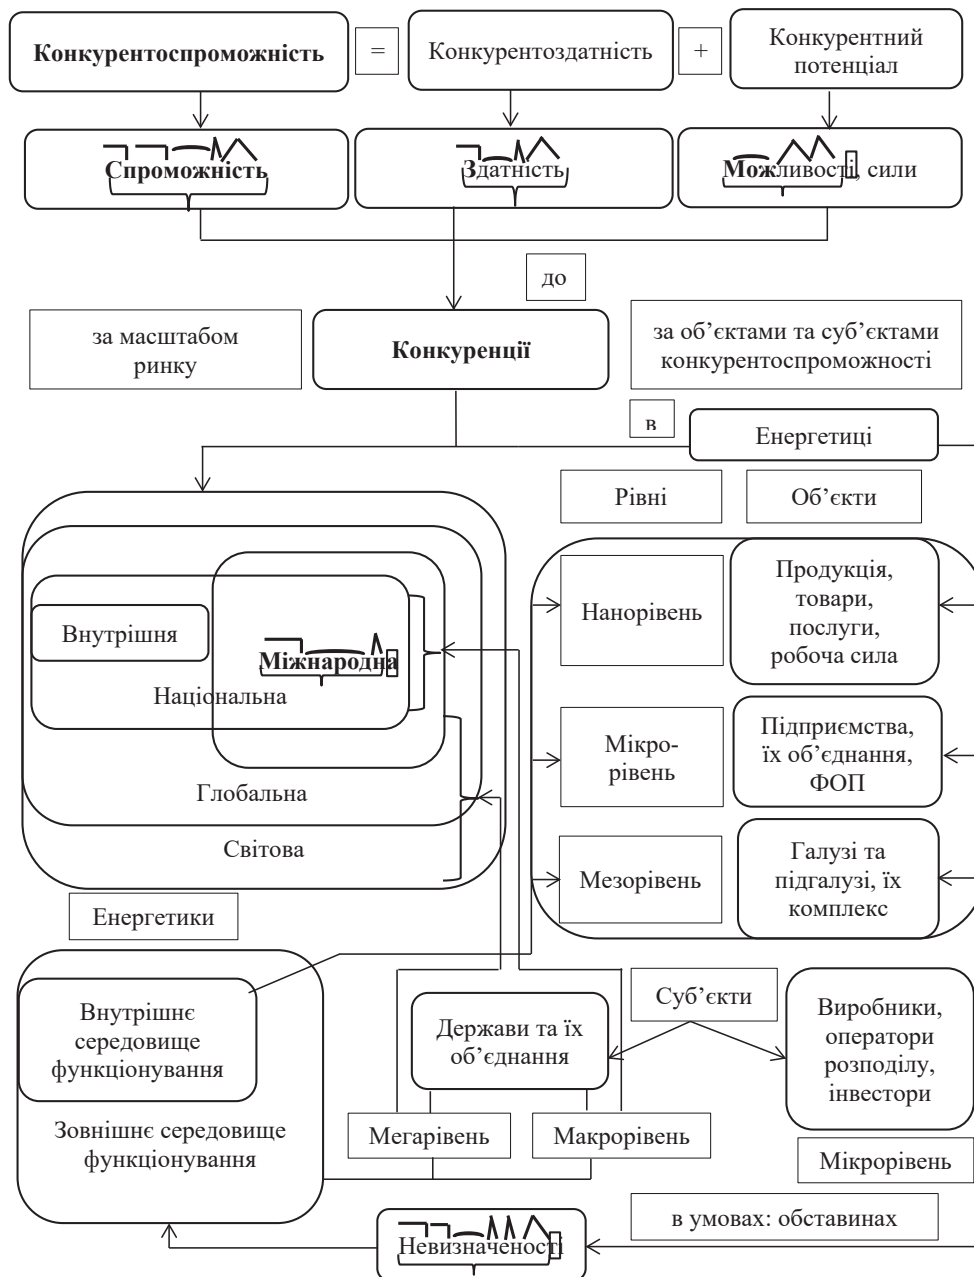 Конкурентоспроможність
=
Конкурентоздатність
+
Конкурентний
потенціал
Спроможність
Здатність
Можливості, сили
до
за масштабом
ринку
Конкуренції
за об’єктами та суб’єктами
конкурентоспроможності
в
Енергетиці
Рівні
Об’єкти
Внутрішня
Міжнародна
Національна
Глобальна
Світова
Нанорівень
Продукція,
товари,
послуги,
робоча сила
Мікро-
рівень
Підприємства,
їх об’єднання,
ФОП
Мезорівень
Галузі та
підгалузі, їх
комплекс
Енергетики
Внутрішнє
середовище
функціонування
Зовнішнє середовище
функціонування
Держави та їх
об’єднання
Суб’єкти
Виробники,
оператори
розподілу,
інвестори
Мегарівень
Макрорівень
Мікрорівень
Невизначеності
в умовах: обставинах